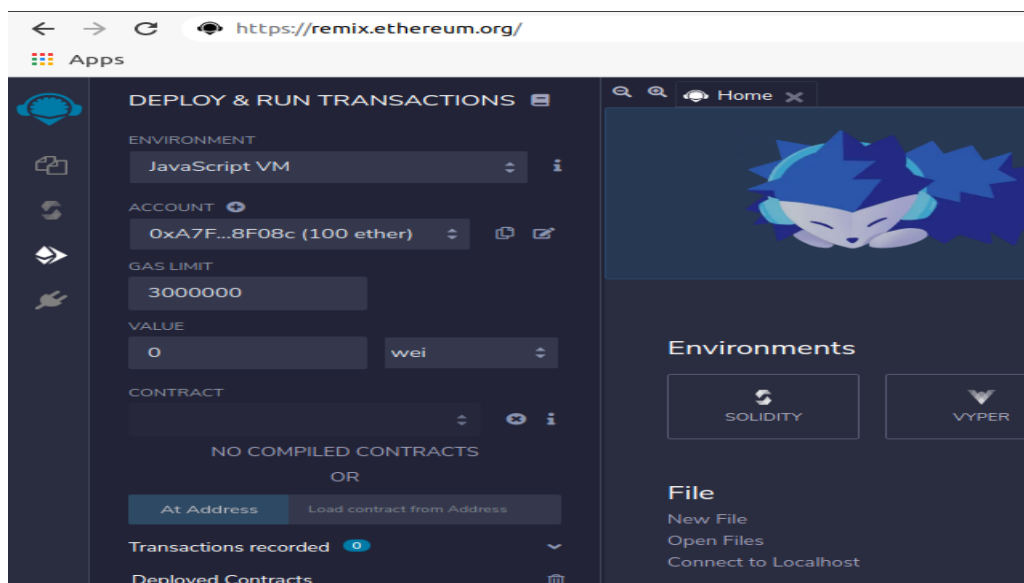 https://remix.ethereum.org/
Apps
DEPLOY & RUN TRANSACTIONS
ENVIRONMENT
JavaScript VM
ACCOUNT
0xA7F...8F08c (100 ether)
GAS LIMIT
3000000
VALUE
0
wei
CONTRACT
NO COMPILED CONTRACTS
OR
At Address
Load contract from Address
Transactions recorded 0
Deployed Contracts
Home
Environments
SOLIDITY
VYPER
File
New File
Open Files
Connect to Localhost